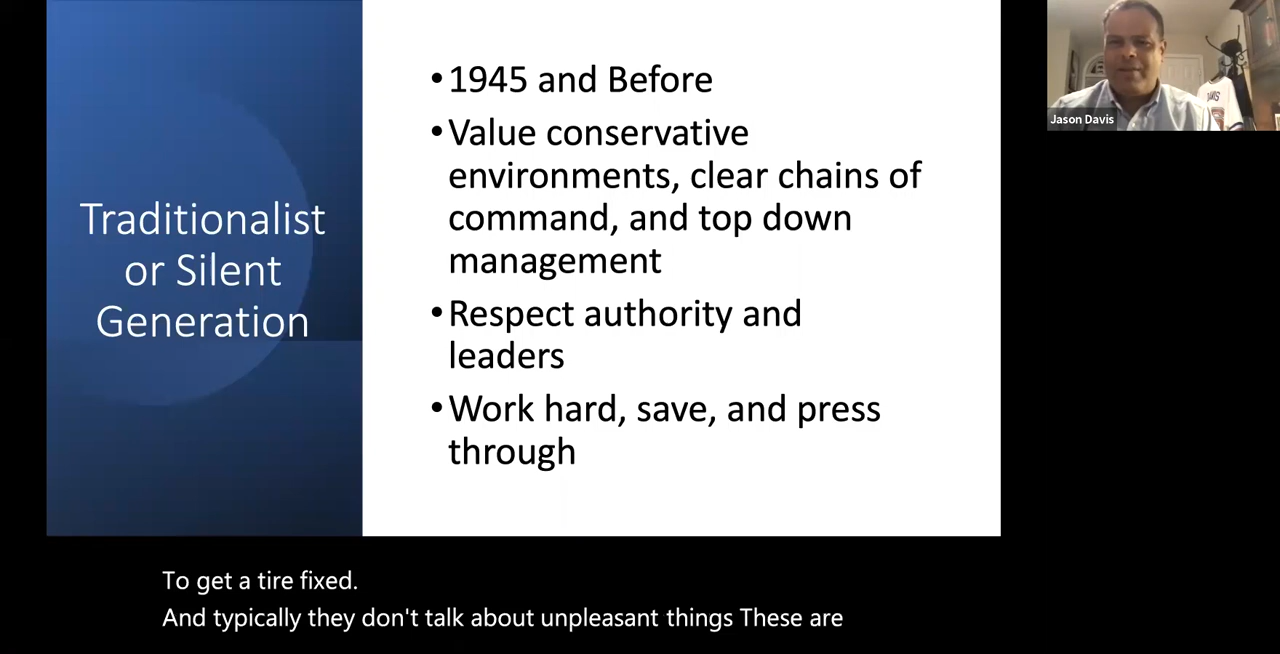 Traditionalist
or Silent
Generation
•1945 and Before
•Value conservative
environments, clear chains of
command, and top down
management
•Respect authority and
leaders
•Work hard, save, and press
through
Jason Davis
To get a tire fixed.
And typically they don't talk about unpleasant things These are